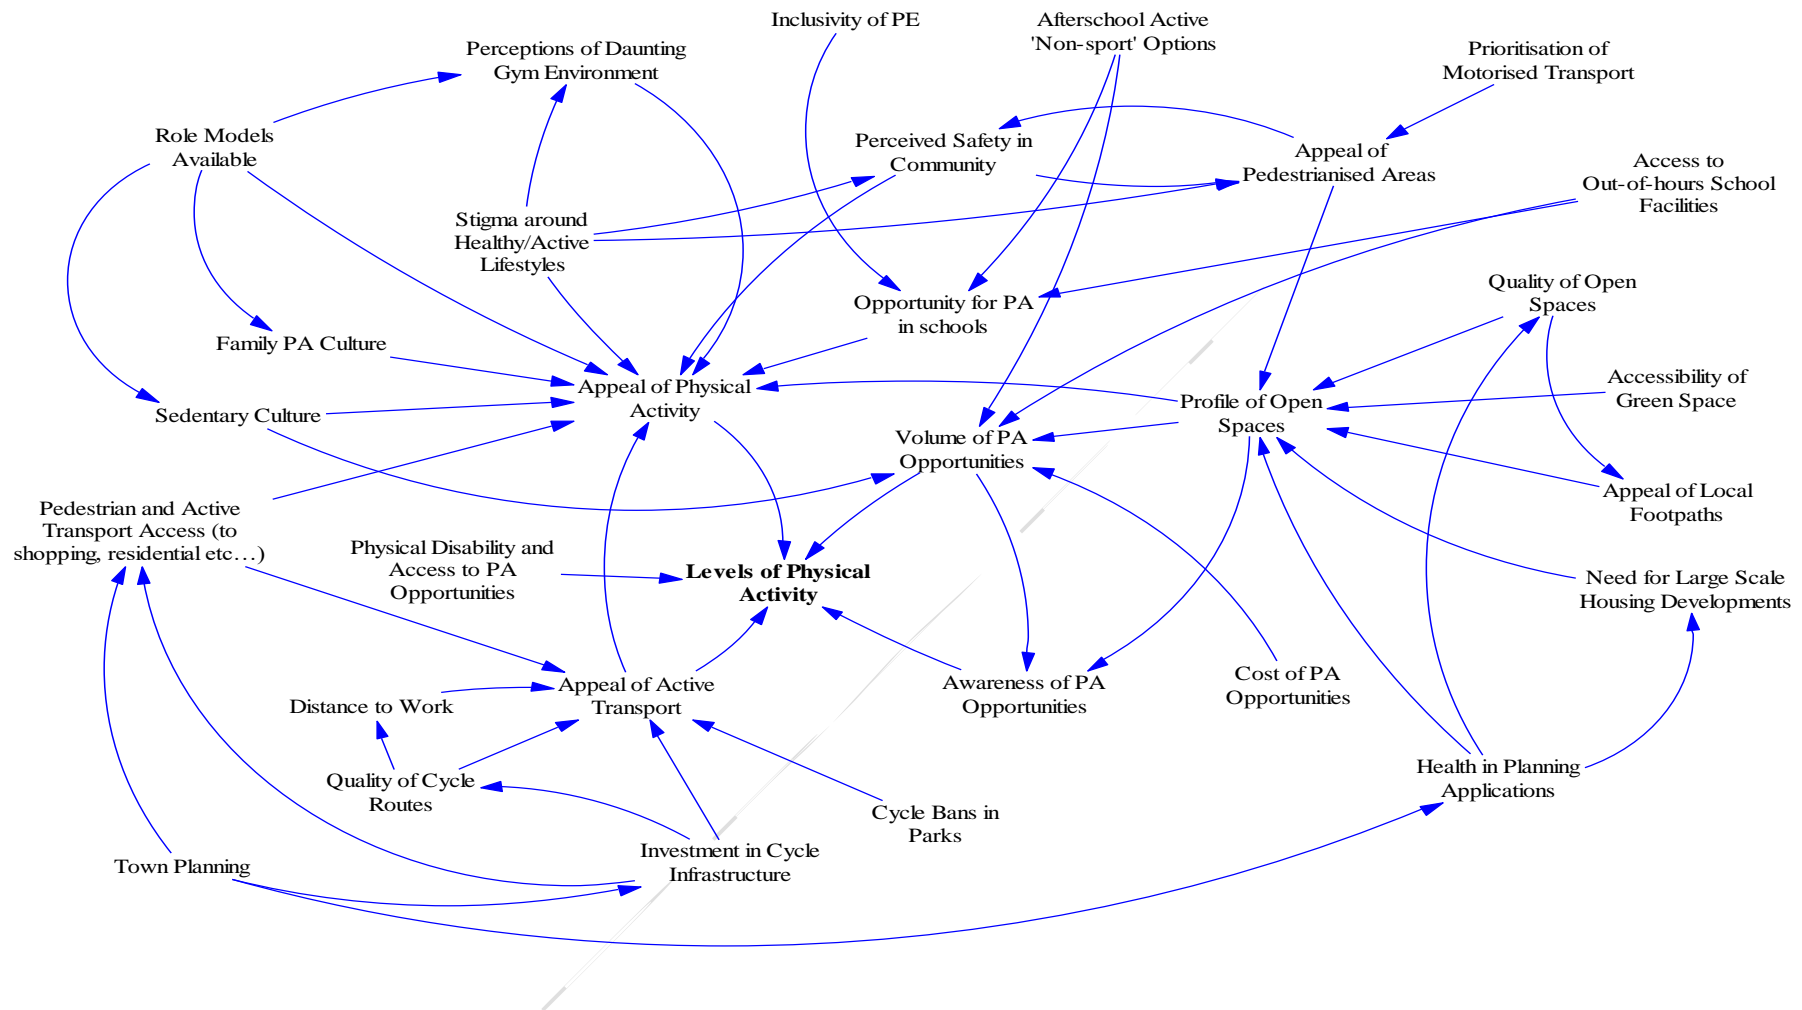 Inclusivity of PE
Afterschool Active
'Non-sport' Options
Perceptions of Daunting
Gym Environment
Prioritisation of
Motorised Transport
Role Models
Available
Perceived Safety in
Community
Appeal of
Pedestrianised Areas
Access to
Out-of-hours School
Facilities
Stigma around
Healthy/Active
Lifestyles
Quality of Open
Spaces
Opportunity for PA
in schools
Family PA Culture
Appeal of Physical
Activity
Accessibility of
Green Space
Sedentary Culture
Profile of Open
Spaces
Volume of PA
Opportunities
Appeal of Local
Footpaths
Pedestrian and Active
Transport Access (to
shopping, residential etc…)
Physical Disability and
Access to PA
Opportunities
Levels of Physical
Activity
Need for Large Scale
Housing Developments
Appeal of Active
Transport
Awareness of PA
Opportunities
Cost of PA
Opportunities
Distance to Work
Quality of Cycle
Routes
Health in Planning
Applications
Cycle Bans in
Parks
Investment in Cycle
Infrastructure
Town Planning